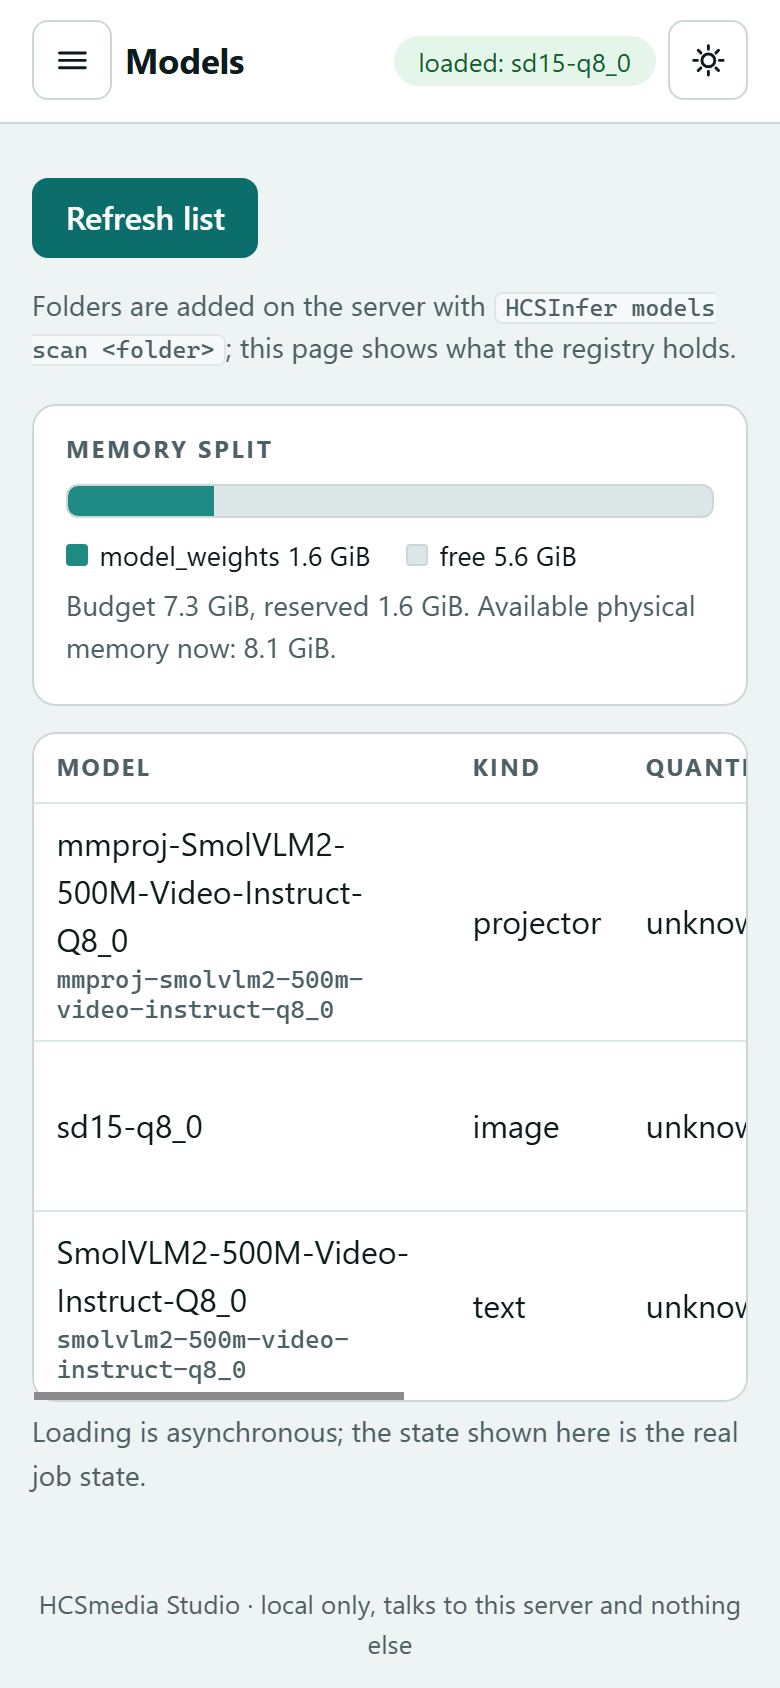 Models
loaded: sd15-q8_0
Refresh list
Folders are added on the server with HCSInfer models
scan <folder>; this page shows what the registry holds.
MEMORY SPLIT
model_weights 1.6 GiB free 5.6 GiB
Budget 7.3 GiB, reserved 1.6 GiB. Available physical
memory now: 8.1 GiB.
MODEL KIND QUANTI
mmproj-SmolVLM2-
500M-Video-Instruct-
Q8_0
mmproj-smolvlm2-500m-
video-instruct-q8_0
projector unknow
sd15-q8_0 image unknow
SmolVLM2-500M-Video-
Instruct-Q8_0
smolvlm2-500m-video-
instruct-q8_0
text unknow
Loading is asynchronous; the state shown here is the real
job state.
HCSmedia Studio · local only, talks to this server and nothing
else